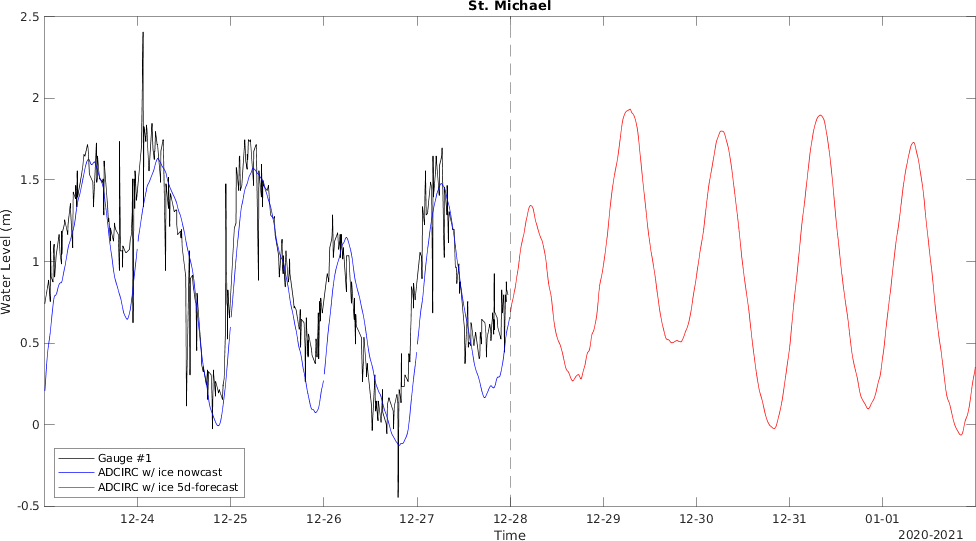 St. Michael
2.5
2
1.5
1
0.5
0
-0.5
Water Level (m)
Gauge #1
ADCIRC w/ ice nowcast
ADCIRC w/ ice 5d-forecast
12-24
12-25
12-26
12-27
12-28
12-29
12-30
12-31
01-01
Time
2020-2021